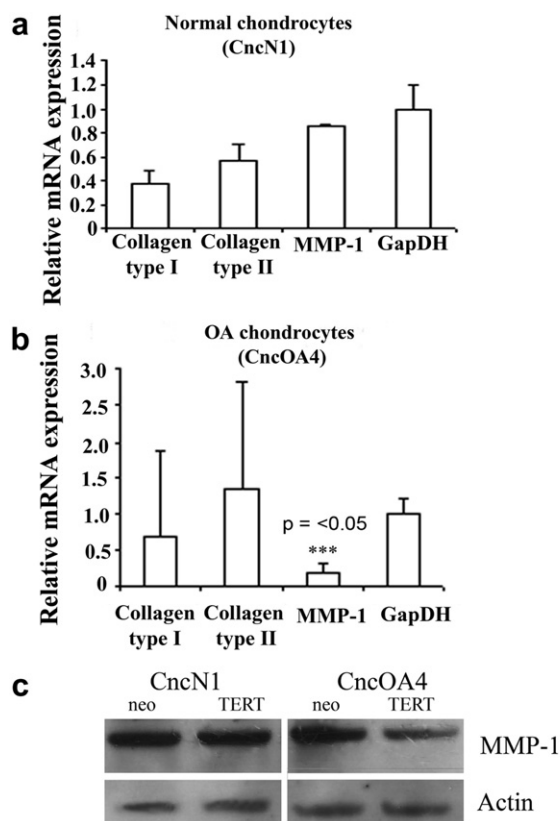 a
Normal chondrocytes
(CncN1)
Relative mRNA expression
1.4
1.2
1.0
0.8
0.6
0.4
0.2
0
Collagen type I
Collagen type II
MMP-1
GapDH
b
OA chondrocytes
(CncOA4)
Relative mRNA expression
3.0
2.5
2.0
1.5
1.0
0.5
0
p = <0.05
***
Collagen type I
Collagen type II
MMP-1
GapDH
c
CncN1 CncOA4
neo TERT neo TERT
MMP-1
Actin